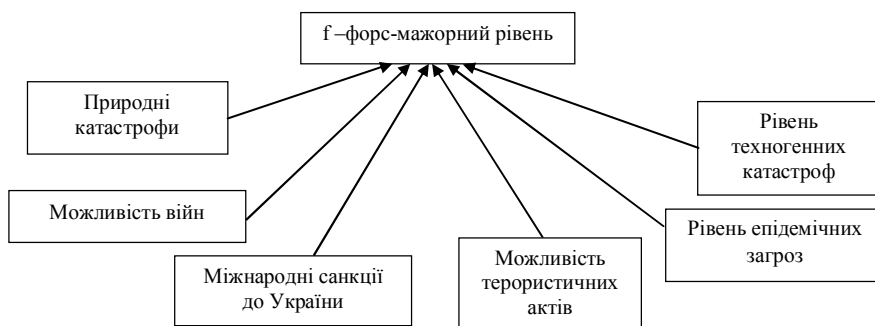 f –форс-мажорний рівень
Природні
катастрофи
Рівень
техногенних
катастроф
Можливість війн
Рівень епідемічних
загроз
Міжнародні санкції
до України
Можливість
терористичних
актів